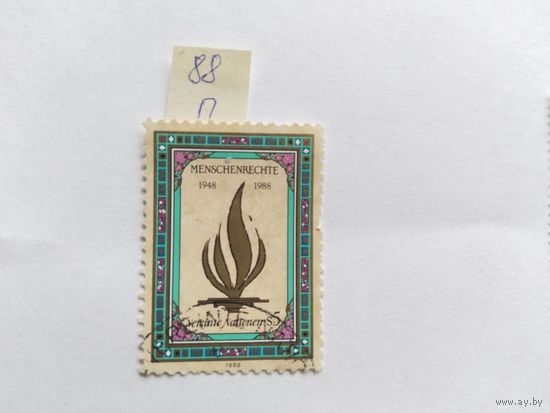 88
П
MENSCHENRECHTE
1948 1988
Vereinte Nationen S5
1988
www.ay.by